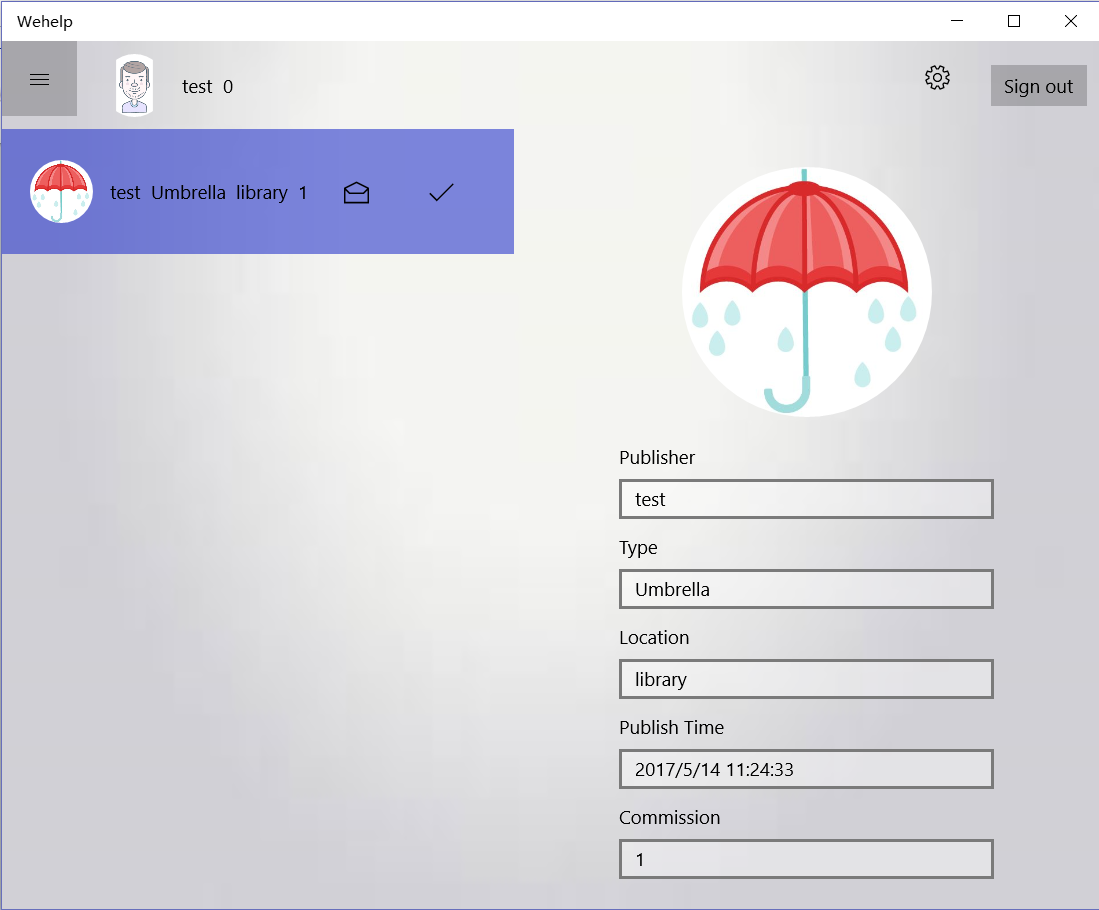 Wehelp
test 0
Sign out
test Umbrella library 1
Publisher
test
Type
Umbrella
Location
library
Publish Time
2017/5/14 11:24:33
Commission
1